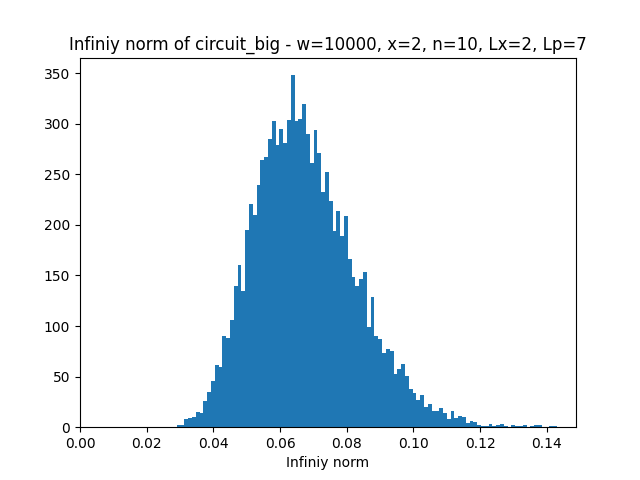 Infiniy norm of circuit_big - w=10000, x=2, n=10, Lx=2, Lp=7
350
300
250
200
150
100
50
0
0.00 0.02 0.04 0.06 0.08 0.10 0.12 0.14
Infiniy norm